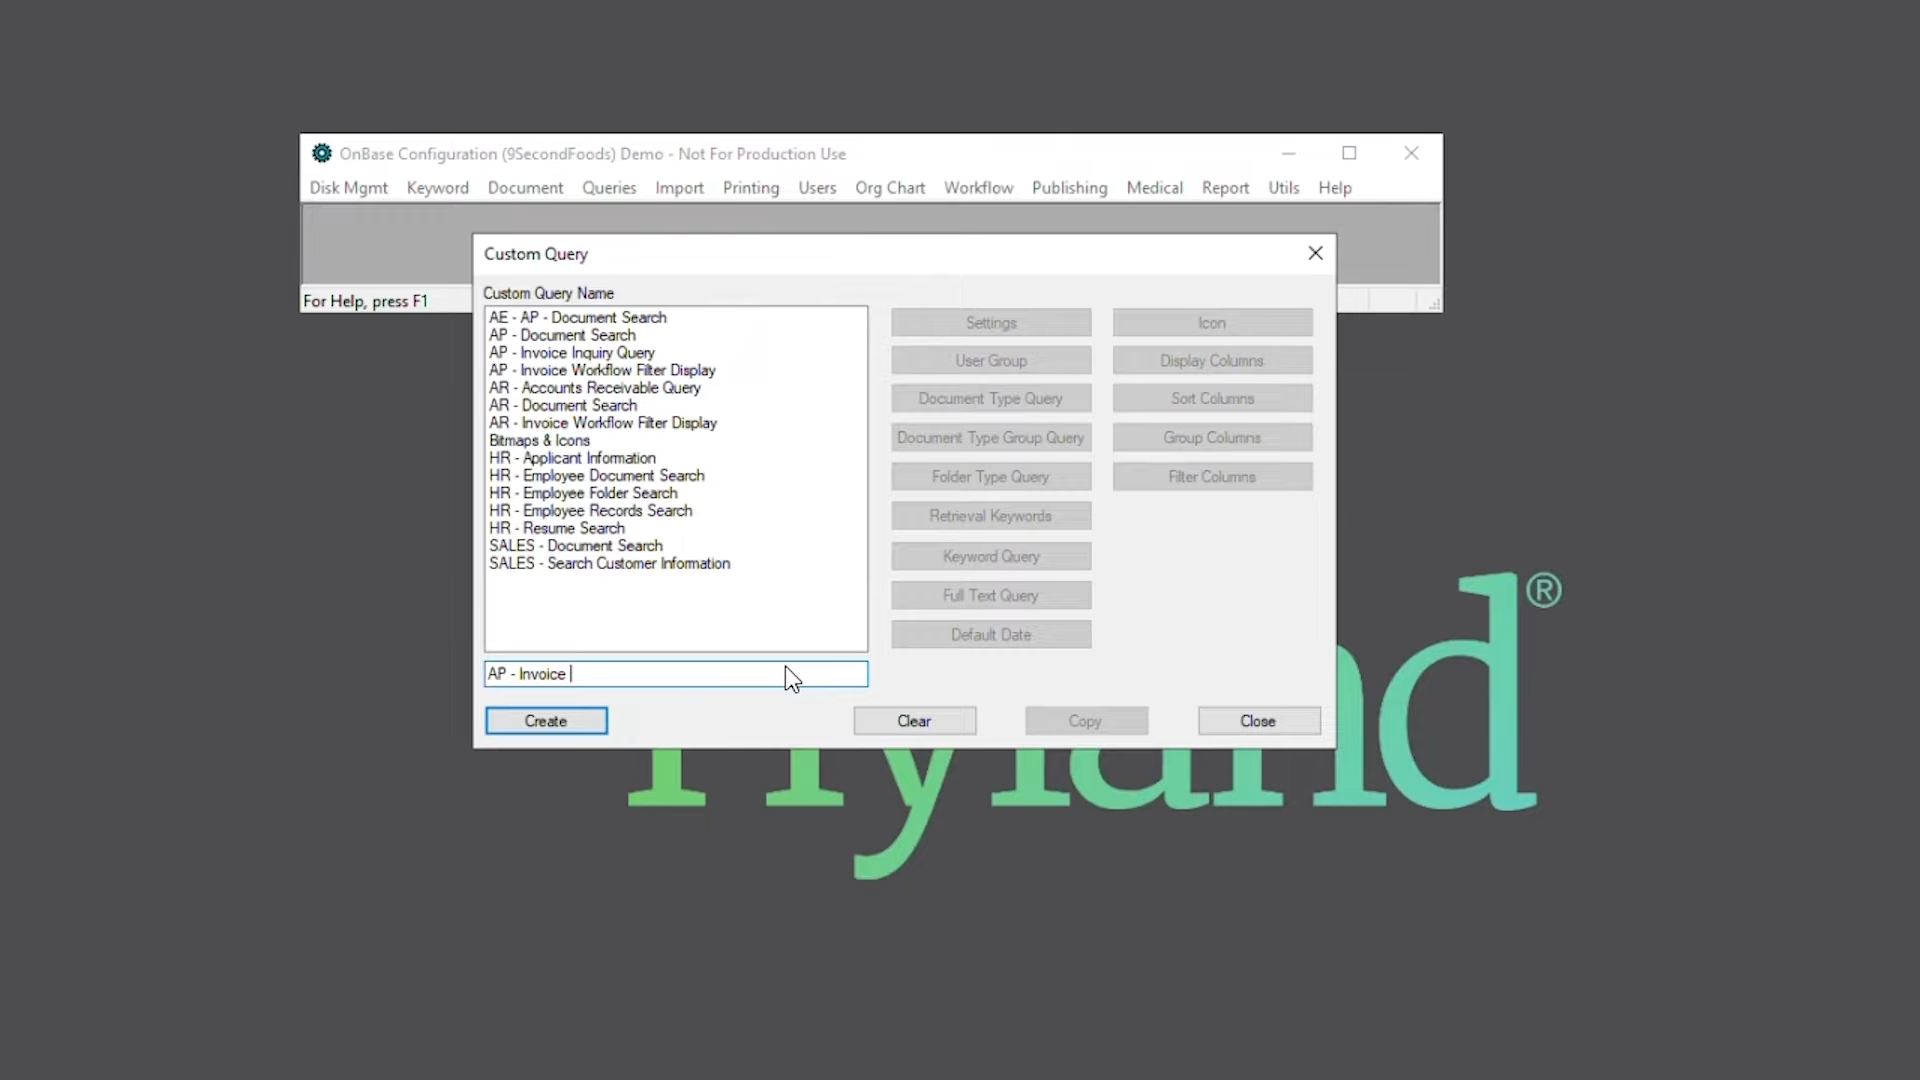 OnBase Configuration (9SecondFoods) Demo - Not For Production Use
Disk Mgmt Keyword Document Queries Import Printing Users Org Chart Workflow Publishing Medical Report Utils Help
Custom Query
For Help, press F1
Custom Query Name
AE - AP - Document Search
AP - Document Search
AP - Invoice Inquiry Query
AP - Invoice Workflow Filter Display
AR - Accounts Receivable Query
AR - Document Search
AR - Invoice Workflow Filter Display
Bitmaps & Icons
HR - Applicant Information
HR - Employee Document Search
HR - Employee Folder Search
HR - Employee Records Search
HR - Resume Search
SALES - Document Search
SALES - Search Customer Information
AP - Invoice
Settings
User Group
Document Type Query
Document Type Group Query
Folder Type Query
Retrieval Keywords
Keyword Query
Full Text Query
Default Date
Icon
Display Columns
Sort Columns
Group Columns
Filter Columns
Create Clear Copy Close
Hyland®